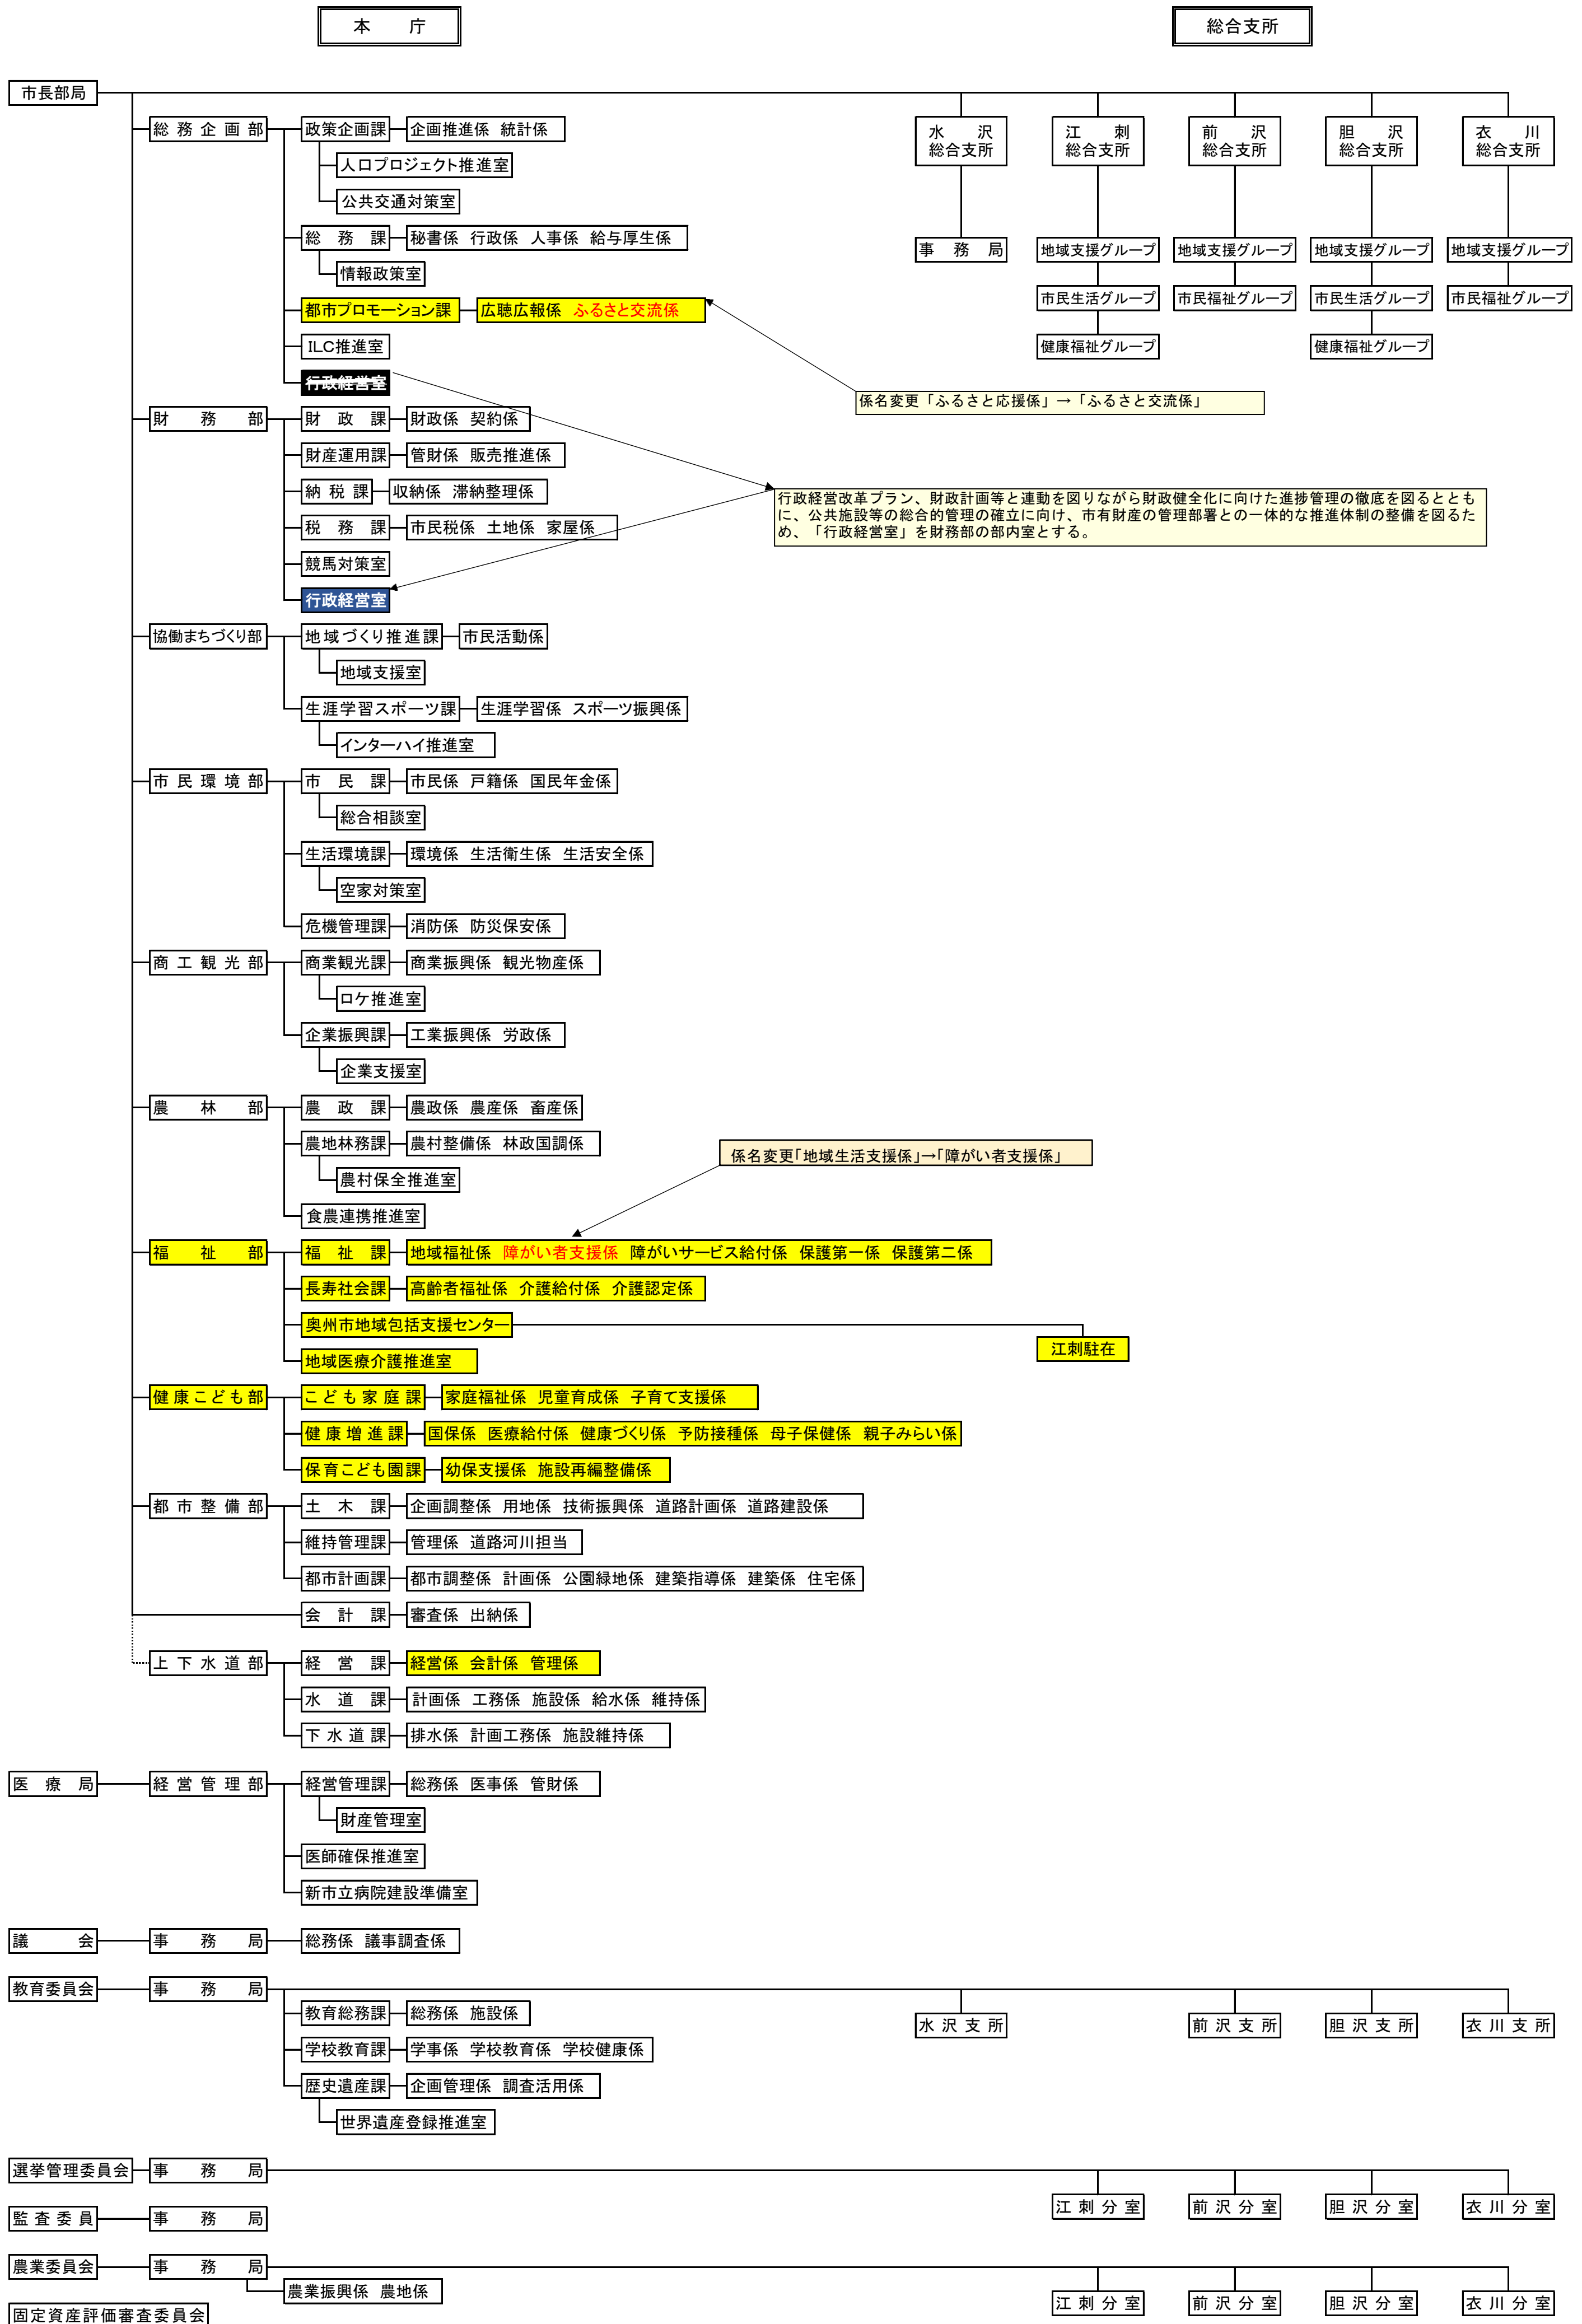 本　庁
総合支所
市長部局
総務企画部 政策企画課 企画推進係 統計係
水沢 総合支所
江刺 総合支所
前沢 総合支所
胆沢 総合支所
衣川 総合支所
人口プロジェクト推進室
公共交通対策室
総務課 秘書係 行政係 人事係 給与厚生係
事務局 地域支援グループ 地域支援グループ 地域支援グループ 地域支援グループ
情報政策室
市民生活グループ 市民福祉グループ 市民生活グループ 市民福祉グループ
都市プロモーション課 広聴広報係 ふるさと交流係
ILC推進室
健康福祉グループ 健康福祉グループ
行政経営室
係名変更「ふるさと応援係」→「ふるさと交流係」
財務部 財政課 財政係 契約係
財産運用課 管財係 販売推進係
納税課 収納係 滞納整理係
行政経営改革プラン、財政計画等と連動を図りながら財政健全化に向けた進捗管理の徹底を図るととも
に、公共施設等の総合的管理の確立に向け、市有財産の管理部署との一体的な推進体制の整備を図るた
め、「行政経営室」を財務部の部内室とする。
税務課 市民税係 土地係 家屋係
競馬対策室
行政経営室
協働まちづくり部 地域づくり推進課 市民活動係
地域支援室
生涯学習スポーツ課 生涯学習係 スポーツ振興係
インターハイ推進室
市民環境部 市民課 市民係 戸籍係 国民年金係
総合相談室
生活環境課 環境係 生活衛生係 生活安全係
空家対策室
危機管理課 消防係 防災保安係
商工観光部 商業観光課 商業振興係 観光物産係
ロケ推進室
企業振興課 工業振興係 労政係
企業支援室
農林部 農政課 農政係 農産係 畜産係
農地林務課 農村整備係 林政国調係
係名変更「地域生活支援係」→「障がい者支援係」
農村保全推進室
食農連携推進室
福祉部 福祉課 地域福祉係 障がい者支援係 障がいサービス給付係 保護第一係 保護第二係
長寿社会課 高齢者福祉係 介護給付係 介護認定係
奥州市地域包括支援センター
江刺駐在
地域医療介護推進室
健康こども部 こども家庭課 家庭福祉係 児童育成係 子育て支援係
健康増進課 国保係 医療給付係 健康づくり係 予防接種係 母子保健係 親子みらい係
保育こども園課 幼保支援係 施設再編整備係
都市整備部 土木課 企画調整係 用地係 技術振興係 道路計画係 道路建設係
維持管理課 管理係 道路河川担当
都市計画課 都市調整係 計画係 公園緑地係 建築指導係 建築係 住宅係
会計課 審査係 出納係
上下水道部 経営課 経営係 会計係 管理係
水道課 計画係 工務係 施設係 給水係 維持係
下水道課 排水係 計画工務係 施設維持係
医療局 経営管理部 経営管理課 総務係 医事係 管財係
財産管理室
医師確保推進室
新市立病院建設準備室
議会 事務局 総務係 議事調査係
教育委員会 事務局
教育総務課 総務係 施設係
水沢支所 前沢支所 胆沢支所 衣川支所
学校教育課 学事係 学校教育係 学校健康係
歴史遺産課 企画管理係 調査活用係
世界遺産登録推進室
選挙管理委員会 事務局
江刺分室 前沢分室 胆沢分室 衣川分室
監査委員 事務局
農業委員会 事務局
農業振興係 農地係
江刺分室 前沢分室 胆沢分室 衣川分室
固定資産評価審査委員会